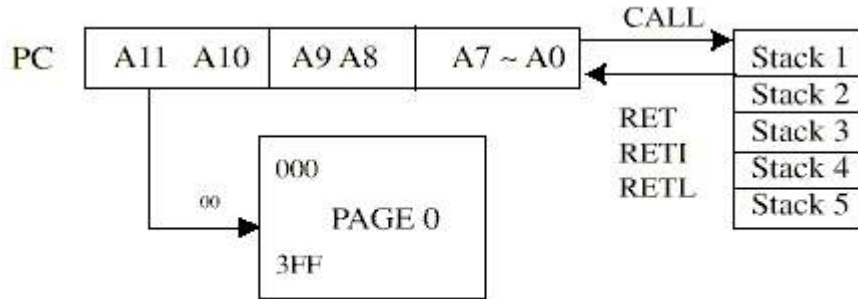 CALL
PC
A11 A10
A9 A8
A7 ~ A0
Stack 1
Stack 2
Stack 3
Stack 4
Stack 5
RET
RETI
RETL
00
000
PAGE 0
3FF